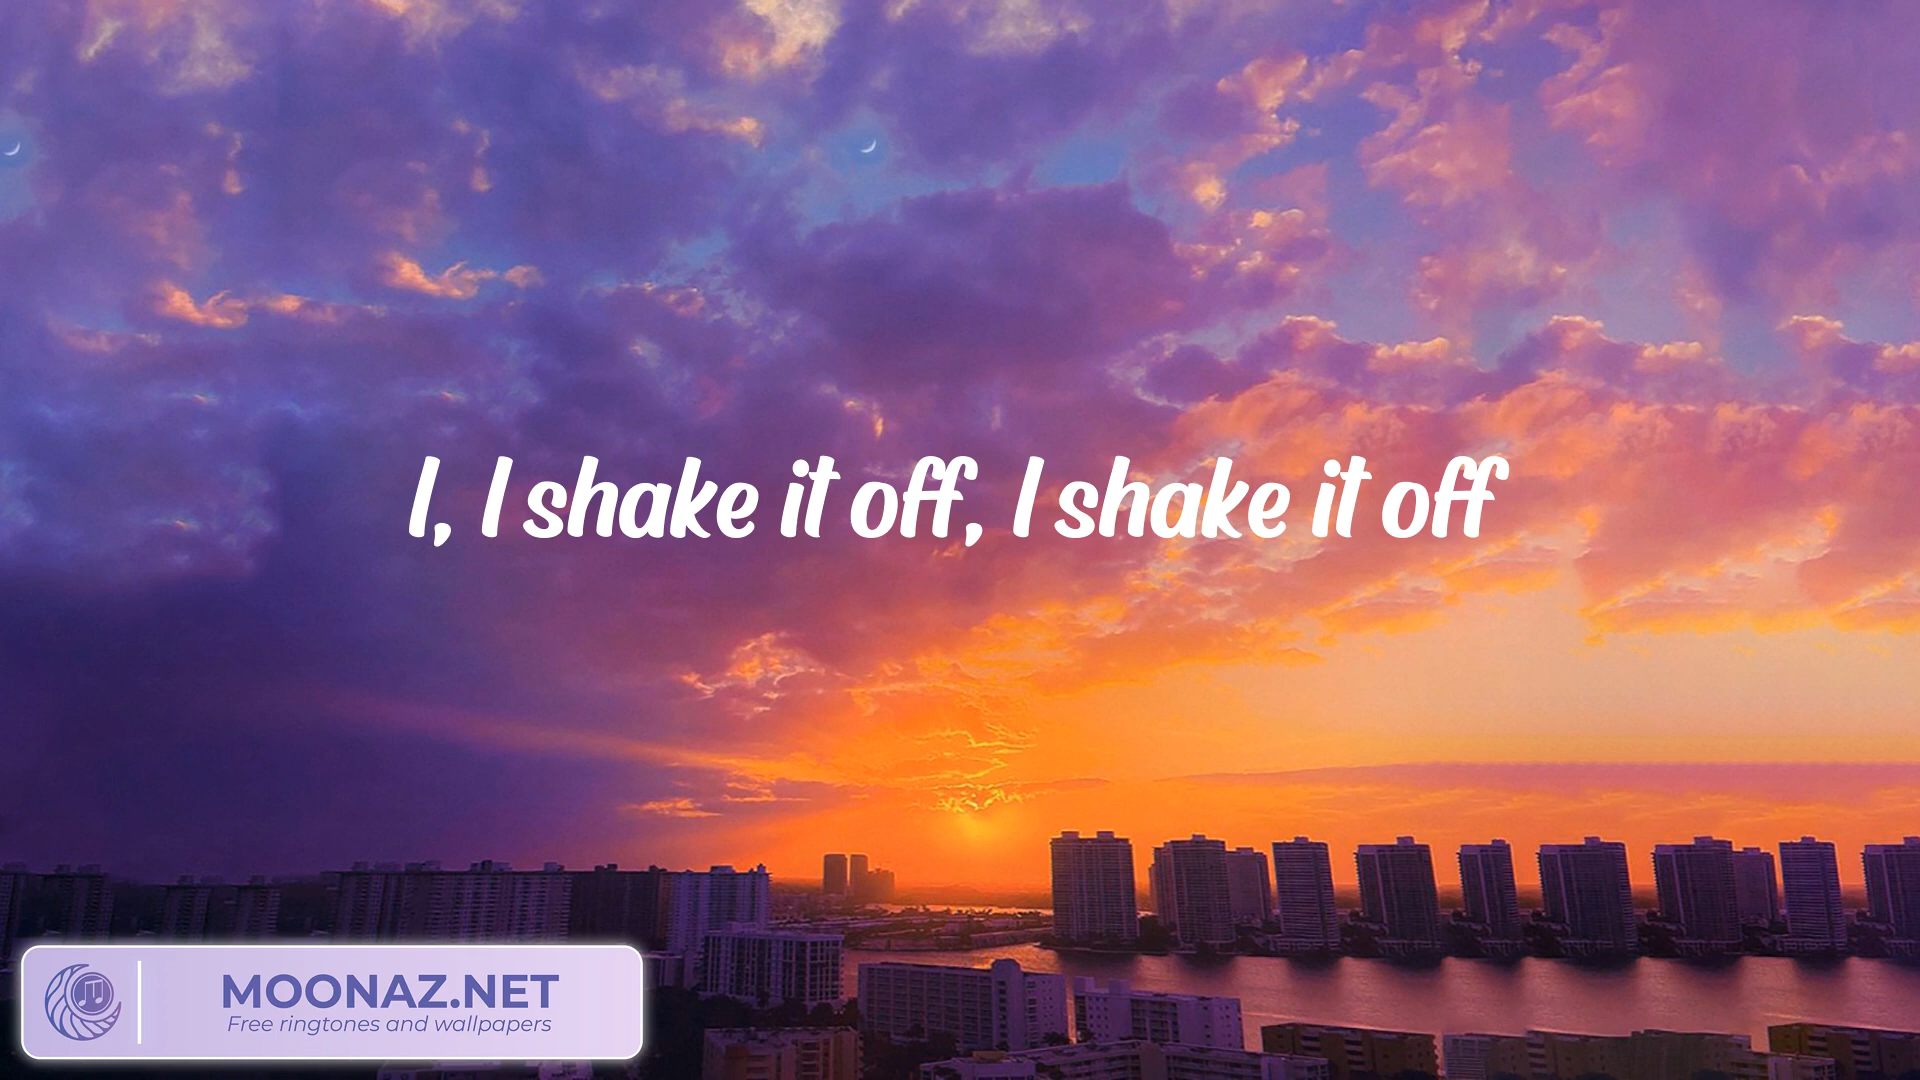 I, I shake it off, I shake it off
MOONAZ.NET
Free ringtones and wallpapers